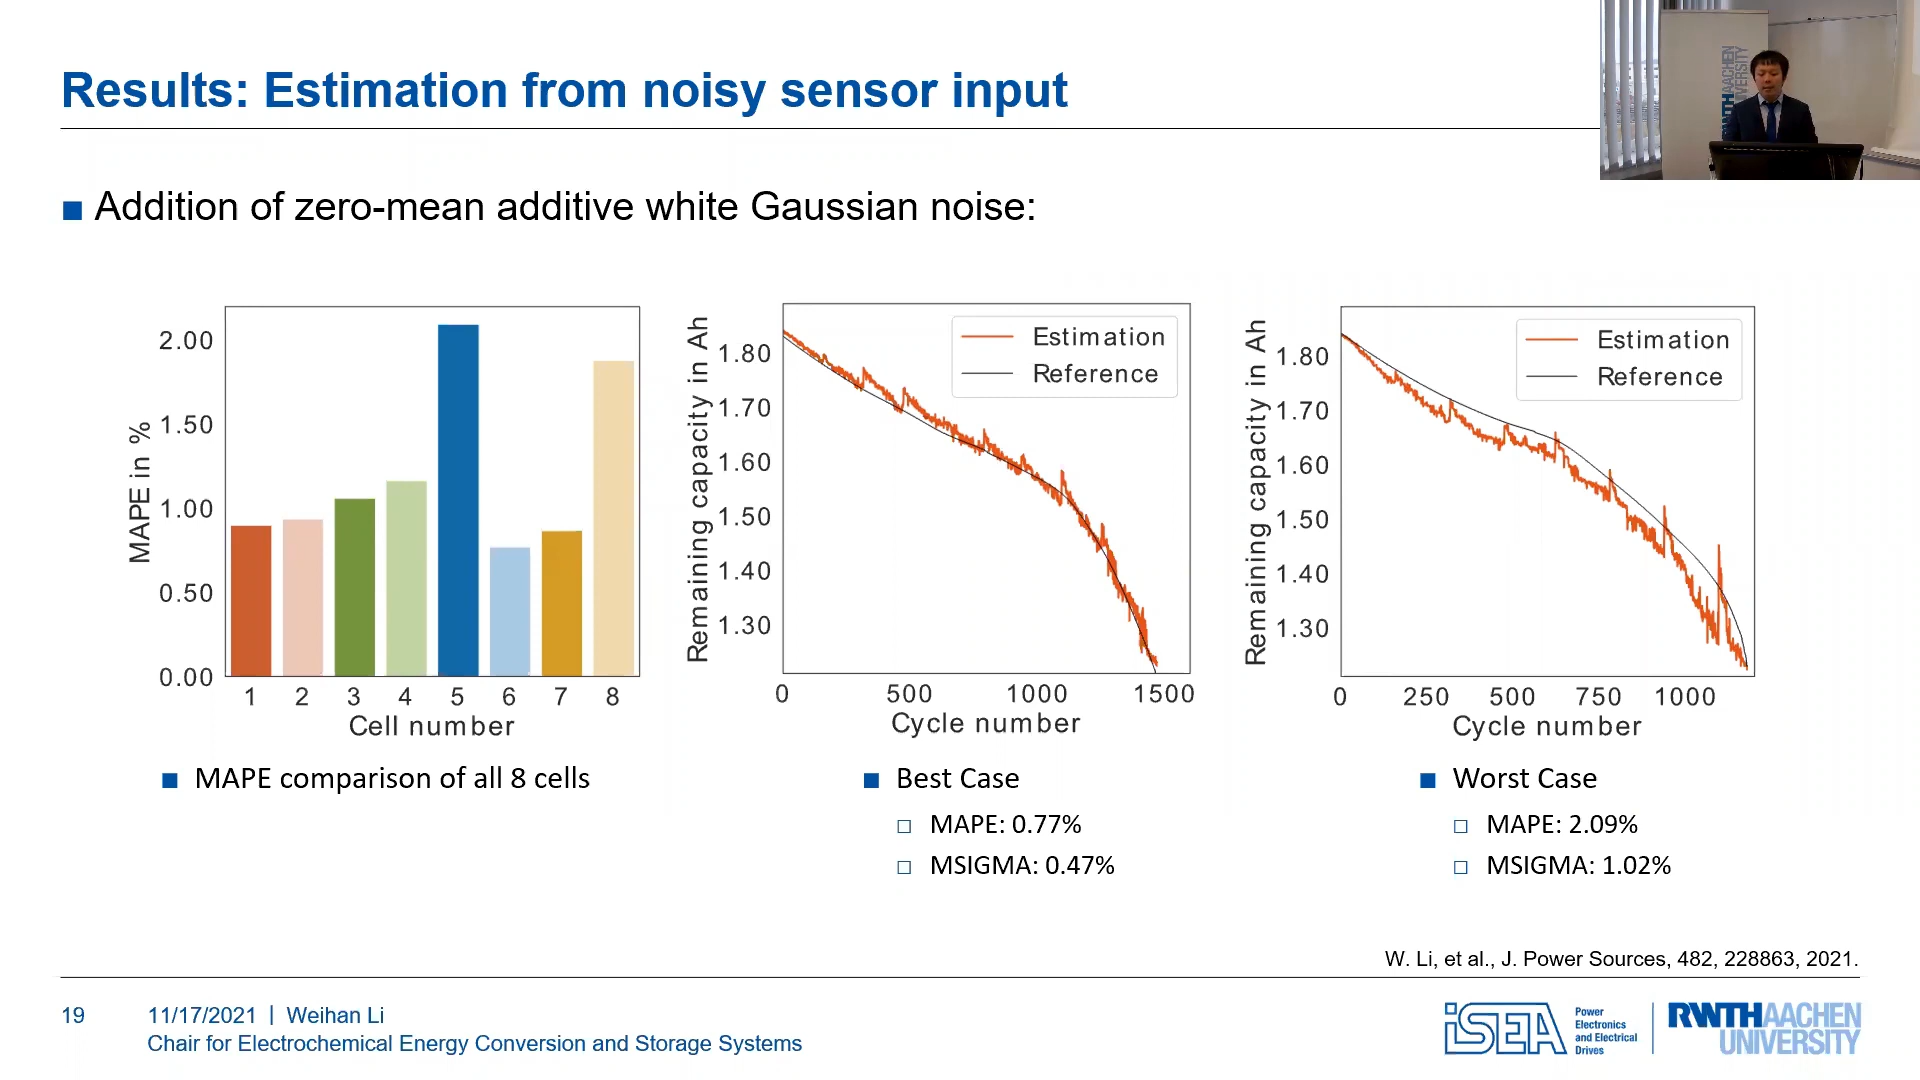 Results: Estimation from noisy sensor input
RWTHAACHEN
UNIVERSITY
Addition of zero-mean additive white Gaussian noise:
MAPE in %
2.00
1.50
1.00
0.50
0.00
1 2 3 4 5 6 7 8
Cell number
MAPE comparison of all 8 cells
Remaining capacity in Ah
1.80
1.70
1.60
1.50
1.40
1.30
Estimation
Reference
0 500 1000 1500
Cycle number
Best Case
MAPE: 0.77%
MSIGMA: 0.47%
Remaining capacity in Ah
1.80
1.70
1.60
1.50
1.40
1.30
Estimation
Reference
0 250 500 750 1000
Cycle number
Worst Case
MAPE: 2.09%
MSIGMA: 1.02%
W. Li, et al., J. Power Sources, 482, 228863, 2021.
19
11/17/2021 | Weihan Li
Chair for Electrochemical Energy Conversion and Storage Systems
iSEA
Power
Electronics
and Electrical
Drives
RWTHAACHEN
UNIVERSITY